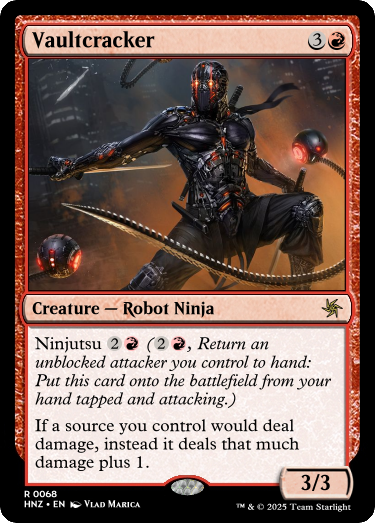 Vaultcracker 3
Creature — Robot Ninja
Ninjutsu 2 (2, Return an
unblocked attacker you control to hand:
Put this card onto the battlefield from your
hand tapped and attacking.)
If a source you control would deal
damage, instead it deals that much
damage plus 1.
3/3
R 0068
HNZ • EN Vlad Marica
™ & © 2025 Team Starlight